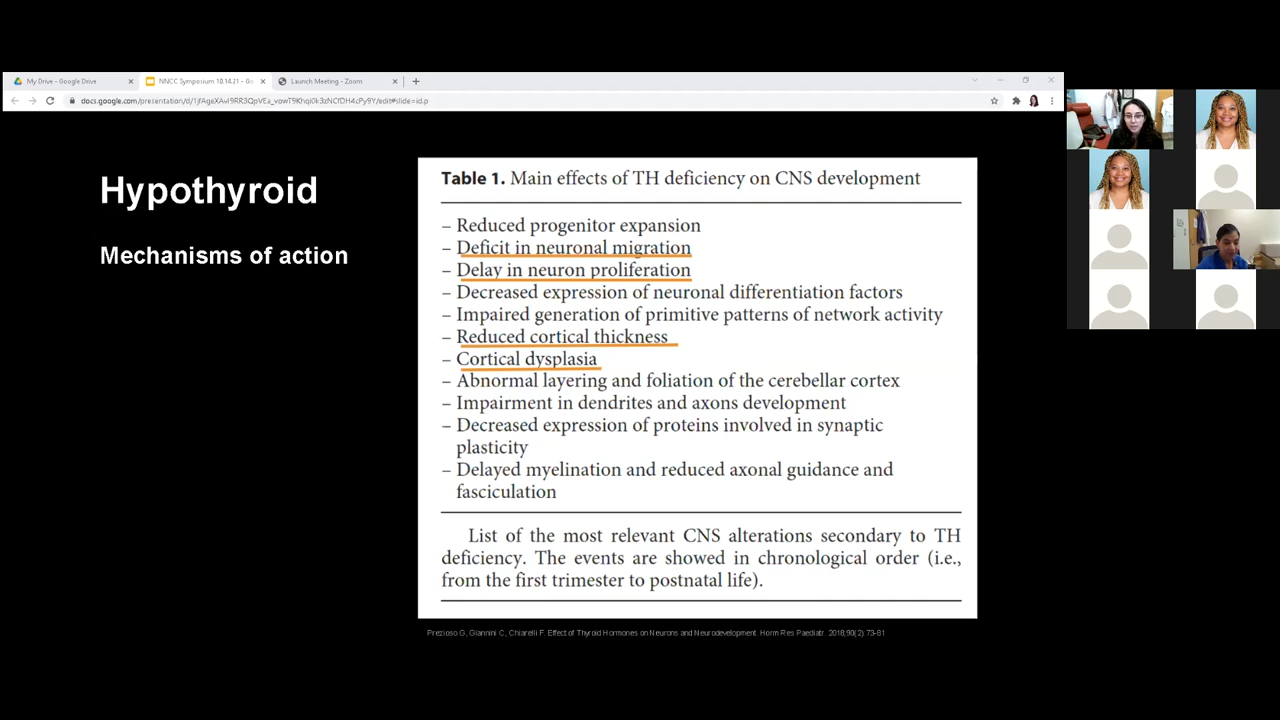 My Drive - Google Drive
NNCC Symposium 10.14.21 - Go
Launch Meeting - Zoom
Hypothyroid
Mechanisms of action
Table 1. Main effects of TH deficiency on CNS development
– Reduced progenitor expansion
– Deficit in neuronal migration
– Delay in neuron proliferation
– Decreased expression of neuronal differentiation factors
– Impaired generation of primitive patterns of network activity
– Reduced cortical thickness
– Cortical dysplasia
– Abnormal layering and foliation of the cerebellar cortex
– Impairment in dendrites and axons development
– Decreased expression of proteins involved in synaptic
plasticity
– Delayed myelination and reduced axonal guidance and
fasciculation
List of the most relevant CNS alterations secondary to TH
deficiency. The events are showed in chronological order (i.e.,
from the first trimester to postnatal life).
Prezioso G, Giannini C, Chiarelli F. Effect of Thyroid Hormones on Neurons and Neurodevelopment. Horm Res Paediatr. 2018;90(2):73-81